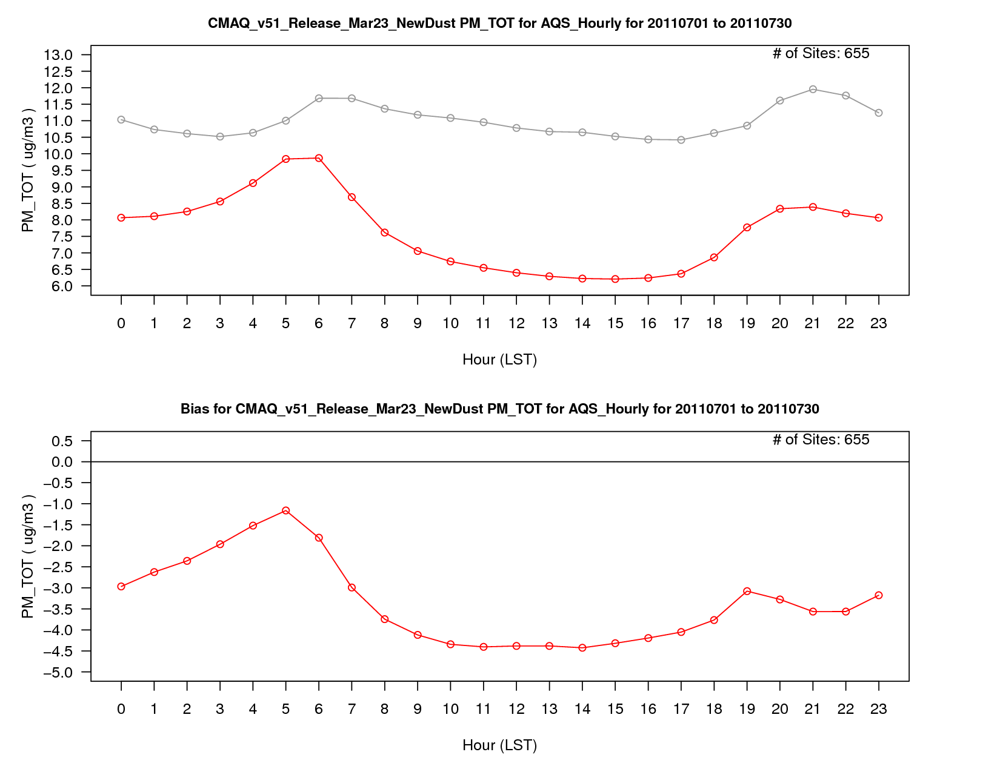 CMAQ_v51_Release_Mar23_NewDust PM_TOT for AQS_Hourly for 20110701 to 20110730
# of Sites: 655
PM_TOT ( ug/m3 )
13.0
12.5
12.0
11.5
11.0
10.5
10.0
9.5
9.0
8.5
8.0
7.5
7.0
6.5
6.0
0 1 2 3 4 5 6 7 8 9 10 11 12 13 14 15 16 17 18 19 20 21 22 23
Hour (LST)
Bias for CMAQ_v51_Release_Mar23_NewDust PM_TOT for AQS_Hourly for 20110701 to 20110730
# of Sites: 655
PM_TOT ( ug/m3 )
0.5
0.0
−0.5
−1.0
−1.5
−2.0
−2.5
−3.0
−3.5
−4.0
−4.5
−5.0
0 1 2 3 4 5 6 7 8 9 10 11 12 13 14 15 16 17 18 19 20 21 22 23
Hour (LST)